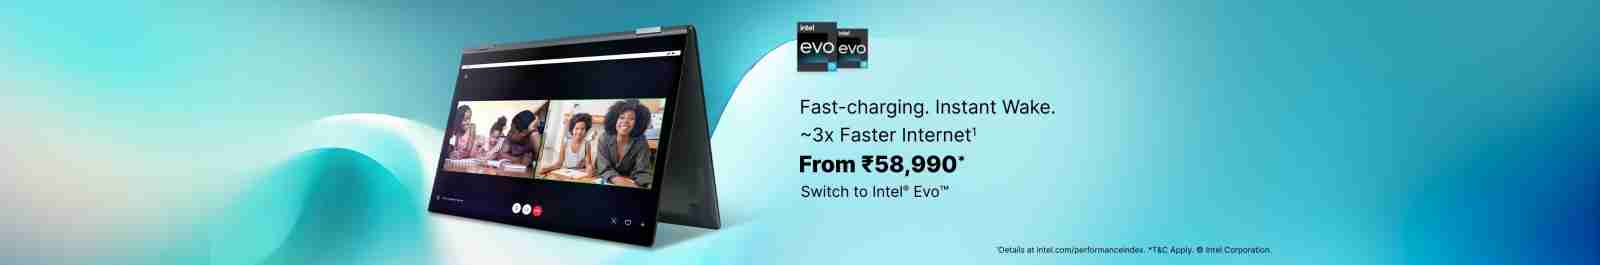 intel
evo
intel
evo
Fast-charging. Instant Wake.
~3x Faster Internet¹
From ₹58,990*
Switch to Intel® Evo™
¹Details at intel.com/performanceindex. *T&C Apply. © Intel Corporation.